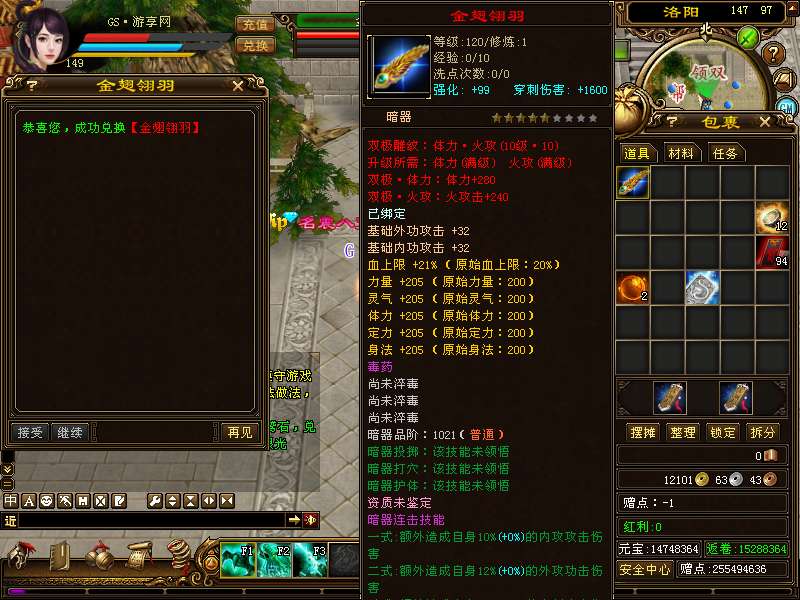 GS·游享网
149
充值
兑换
? 金翅翎羽 ×
恭喜您，成功兑换【金翅翎羽】
接受
继续
再见
守游戏
做法，
中 A
近
F1
F2
F3
金翅翎羽
等级:120/修炼:1
经验:0/10
洗点次数:0/0
强化: +99 穿刺伤害: +1600
暗器
双极雕纹：体力·火攻(10级·10)
升级所需：体力(满级) 火攻(满级)
双极·体力：体力+280
双极·火攻：火攻击+240
已绑定
基础外功攻击 +32
基础内功攻击 +32
血上限 +21%（原始血上限：20%）
力量 +205（原始力量：200）
灵气 +205（原始灵气：200）
体力 +205（原始体力：200）
定力 +205（原始定力：200）
身法 +205（原始身法：200）
毒药
尚未淬毒
尚未淬毒
尚未淬毒
暗器品阶：1021（普通）
暗器投掷：该技能未领悟
暗器打穴：该技能未领悟
暗器护体：该技能未领悟
资质未鉴定
暗器连击技能
一式:额外造成自身10%(+0%)的内攻攻击伤
害
二式:额外造成自身12%(+0%)的外攻功击伤
害
洛阳
147 97
北
领双
? 包裹 ×
道具
材料
任务
12
94
2
摆摊
整理
锁定
拆分
0
12101 63 43
赠点：-1
红利:0
元宝:14748364
返卷:15288364
安全中心
赠点:255494636